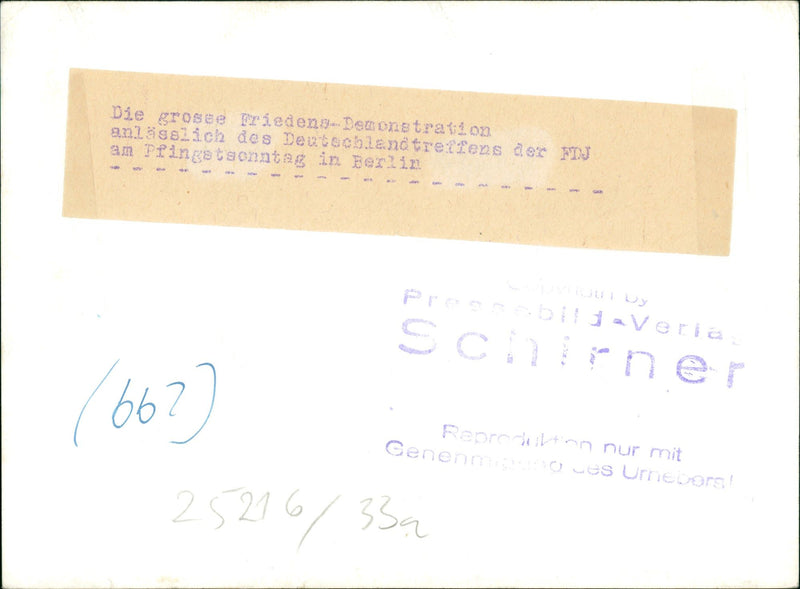 Die grosse Friedens-Demonstration
anlässlich des Deutschlandtreffens der FDJ
am Pfingstsonntag in Berlin
- - - - - - - - - - - - - - - - - - - - - - -
Copyright by
Pressebild-Verlag
Schirner
Reproduktion nur mit
Genehmigung des Urhebers!
(66?)
25216/33a